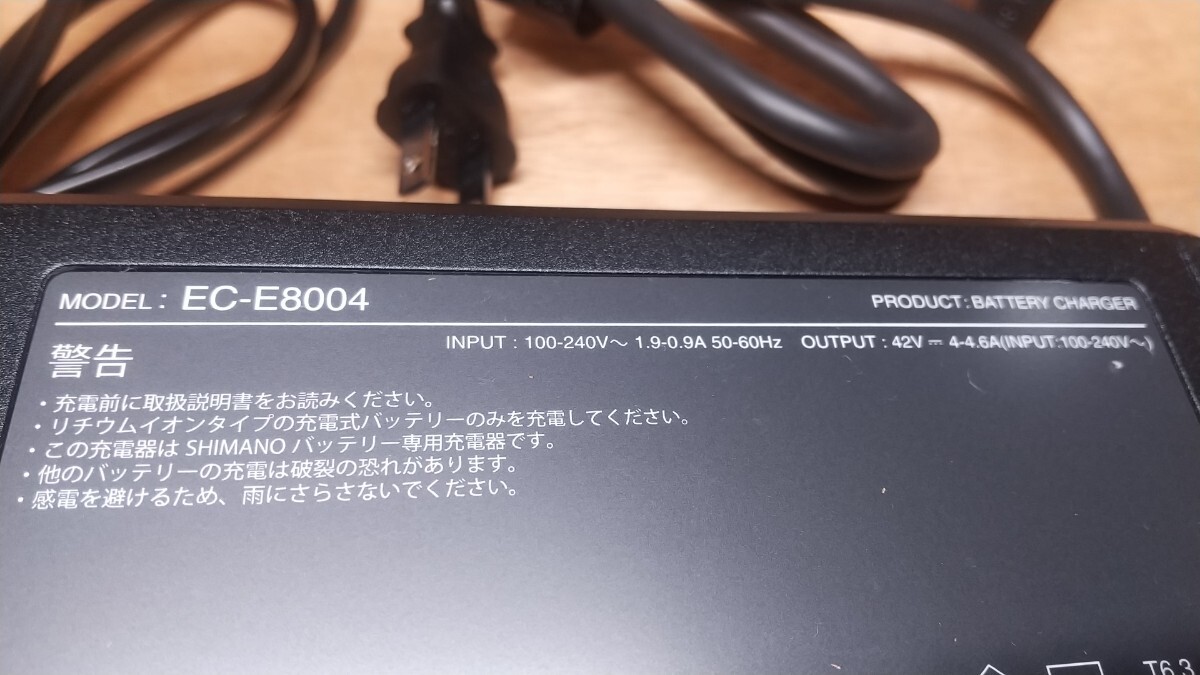 MODEL : EC-E8004
PRODUCT : BATTERY CHARGER
INPUT : 100-240V～ 1.9-0.9A 50-60Hz OUTPUT : 42V ⎓ 4-4.6A(INPUT:100-240V～)
警告
・充電前に取扱説明書をお読みください。
・リチウムイオンタイプの充電式バッテリーのみを充電してください。
・この充電器は SHIMANO バッテリー専用充電器です。
・他のバッテリーの充電は破裂の恐れがあります。
・感電を避けるため、雨にさらさないでください。
T6.3